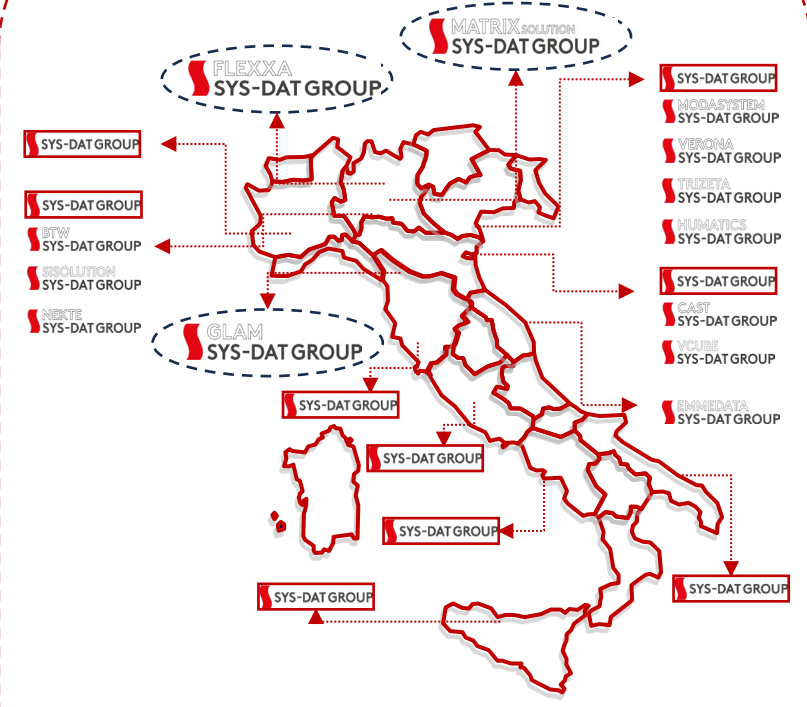 MATRIX SOLUTION
SYS-DAT GROUP
FLEXXA
SYS-DAT GROUP
SYS-DAT GROUP
SYS-DAT GROUP
BTW
SYS-DAT GROUP
SISOLUTION
SYS-DAT GROUP
NEKTE
SYS-DAT GROUP
GLAM
SYS-DAT GROUP
SYS-DAT GROUP
MODASYSTEM
SYS-DAT GROUP
VERONA
SYS-DAT GROUP
TRIZETA
SYS-DAT GROUP
HUMATICS
SYS-DAT GROUP
SYS-DAT GROUP
CAST
SYS-DAT GROUP
VCUBE
SYS-DAT GROUP
EMMEDATA
SYS-DAT GROUP
SYS-DAT GROUP
SYS-DAT GROUP
SYS-DAT GROUP
SYS-DAT GROUP
SYS-DAT GROUP